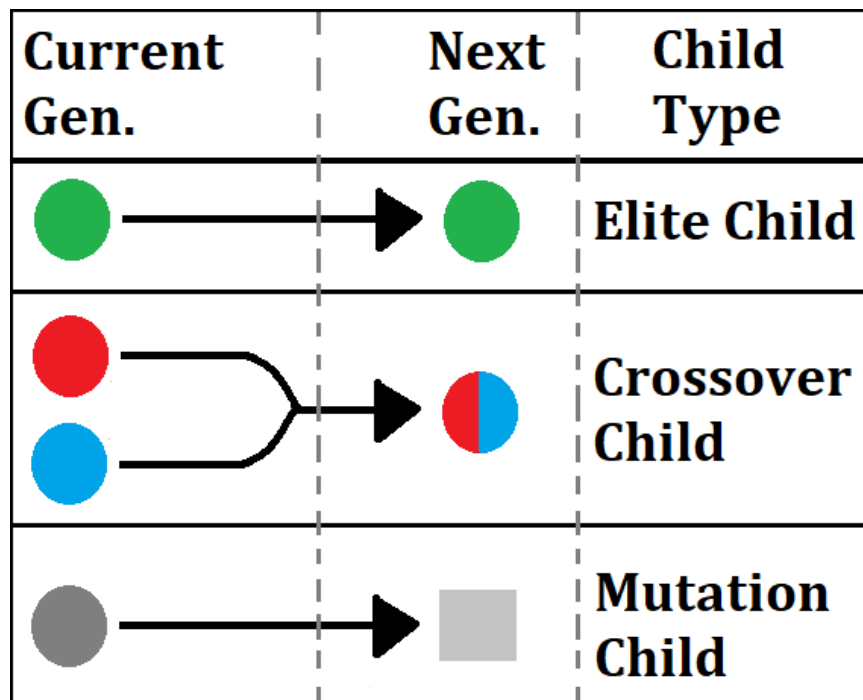 Current
Gen.
Next
Gen.
Child
Type
Elite Child
Crossover
Child
Mutation
Child